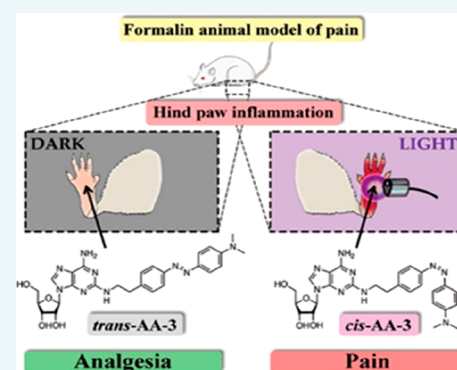 Formalin animal model of pain
Hind paw inflammation
DARK
LIGHT
NH2
N
N
N
N
N
H
HO
O
OHOH
N
N
N
trans-AA-3
NH2
N
N
N
N
N
H
HO
O
OHOH
N
N
N
cis-AA-3
Analgesia
Pain